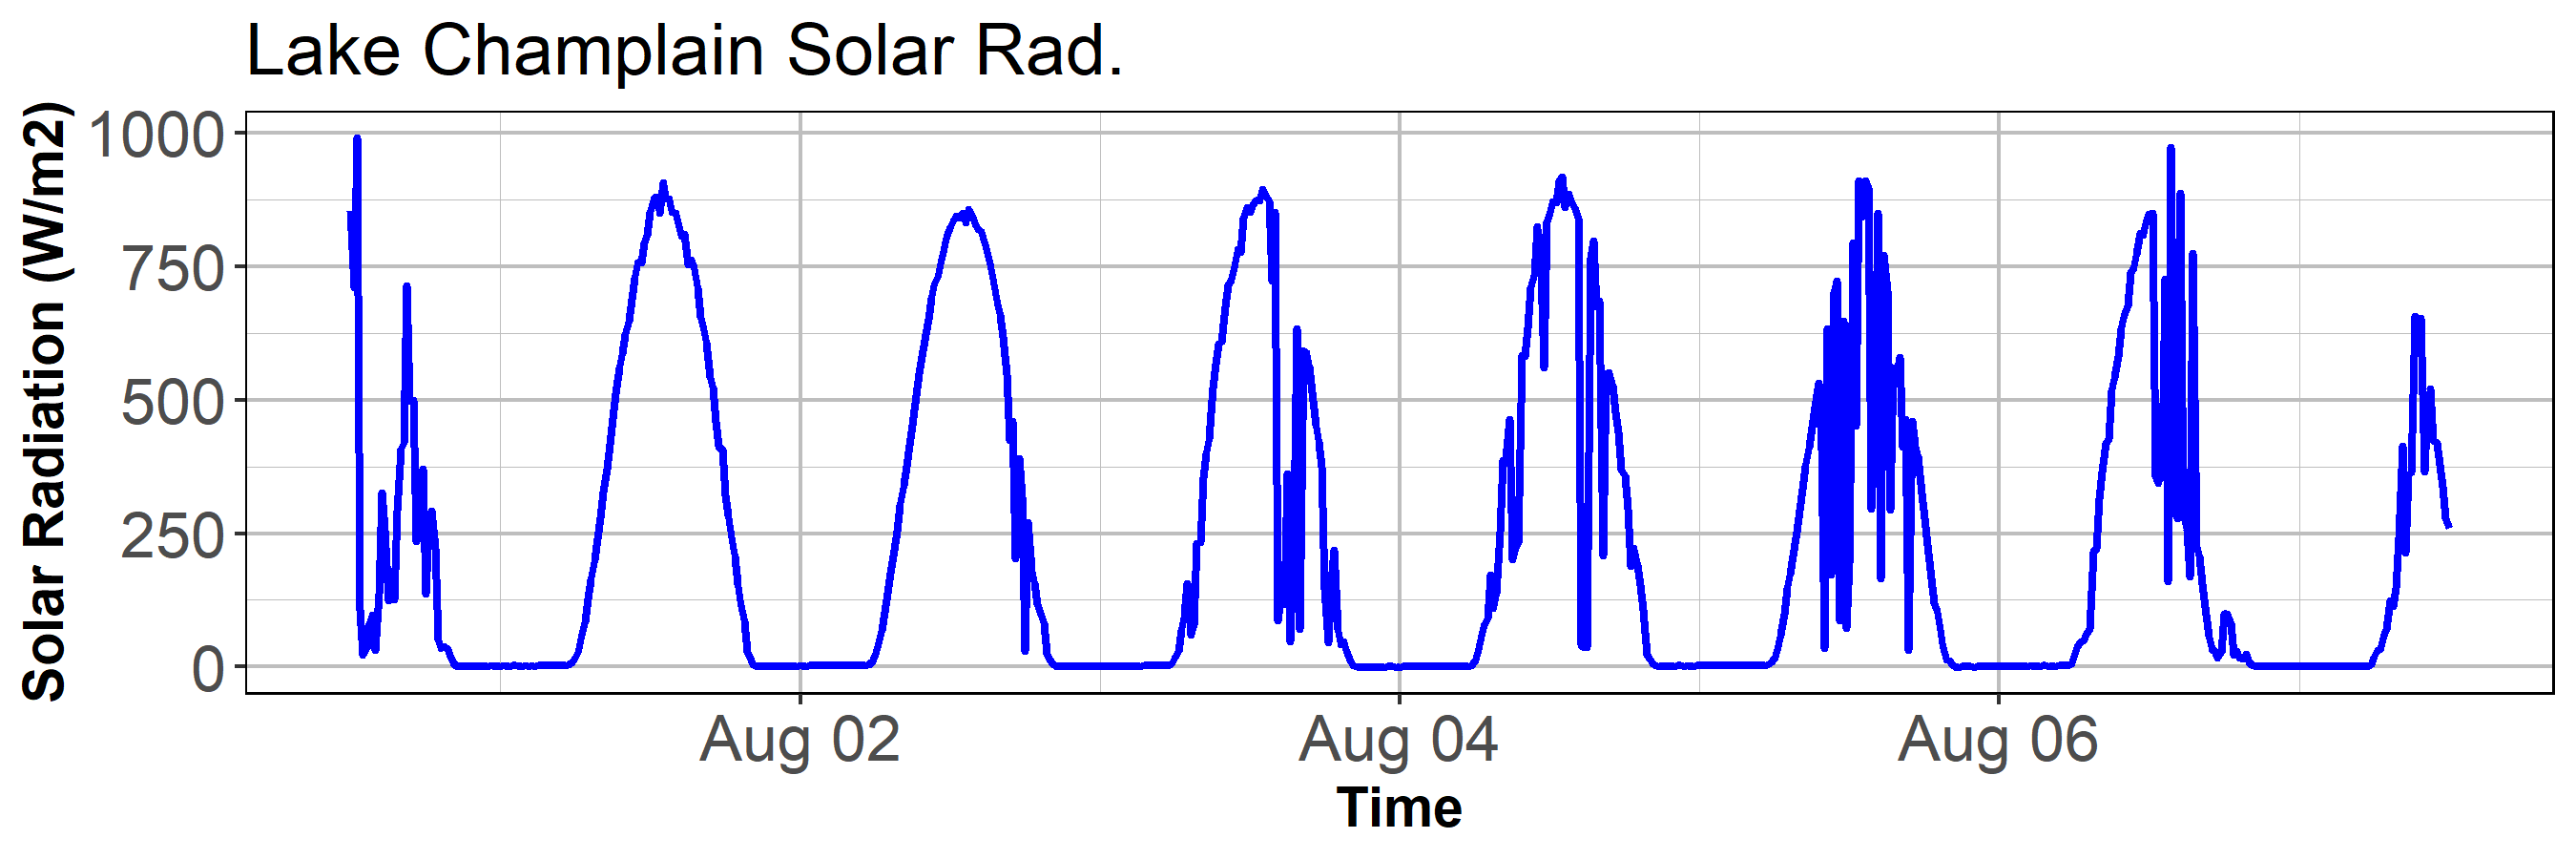 Lake Champlain Solar Rad.
Solar Radiation (W/m2)
1000
750
500
250
0
Aug 02 Aug 04 Aug 06
Time